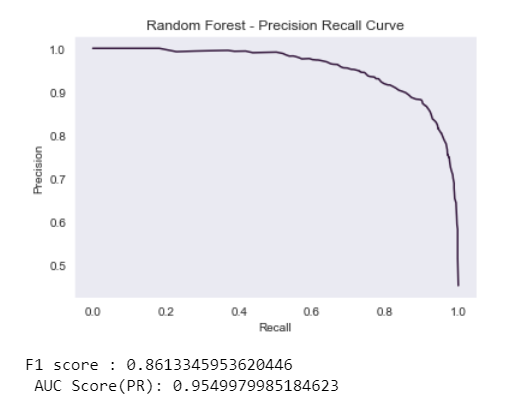 Random Forest - Precision Recall Curve
1.0
0.9
0.8
0.7
0.6
0.5
Precision
0.0 0.2 0.4 0.6 0.8 1.0
Recall
F1 score : 0.8613345953620446
AUC Score(PR): 0.9549979985184623